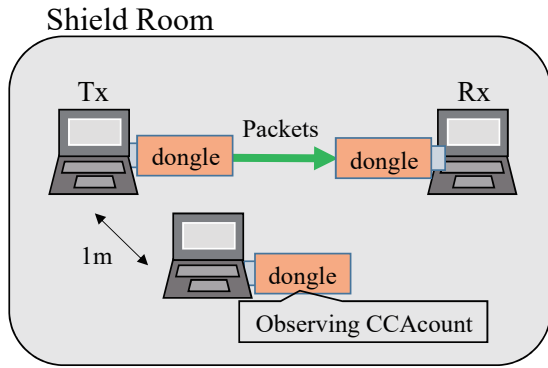 Shield Room
Tx
Rx
Packets
dongle
dongle
1m
dongle
Observing CCAcount